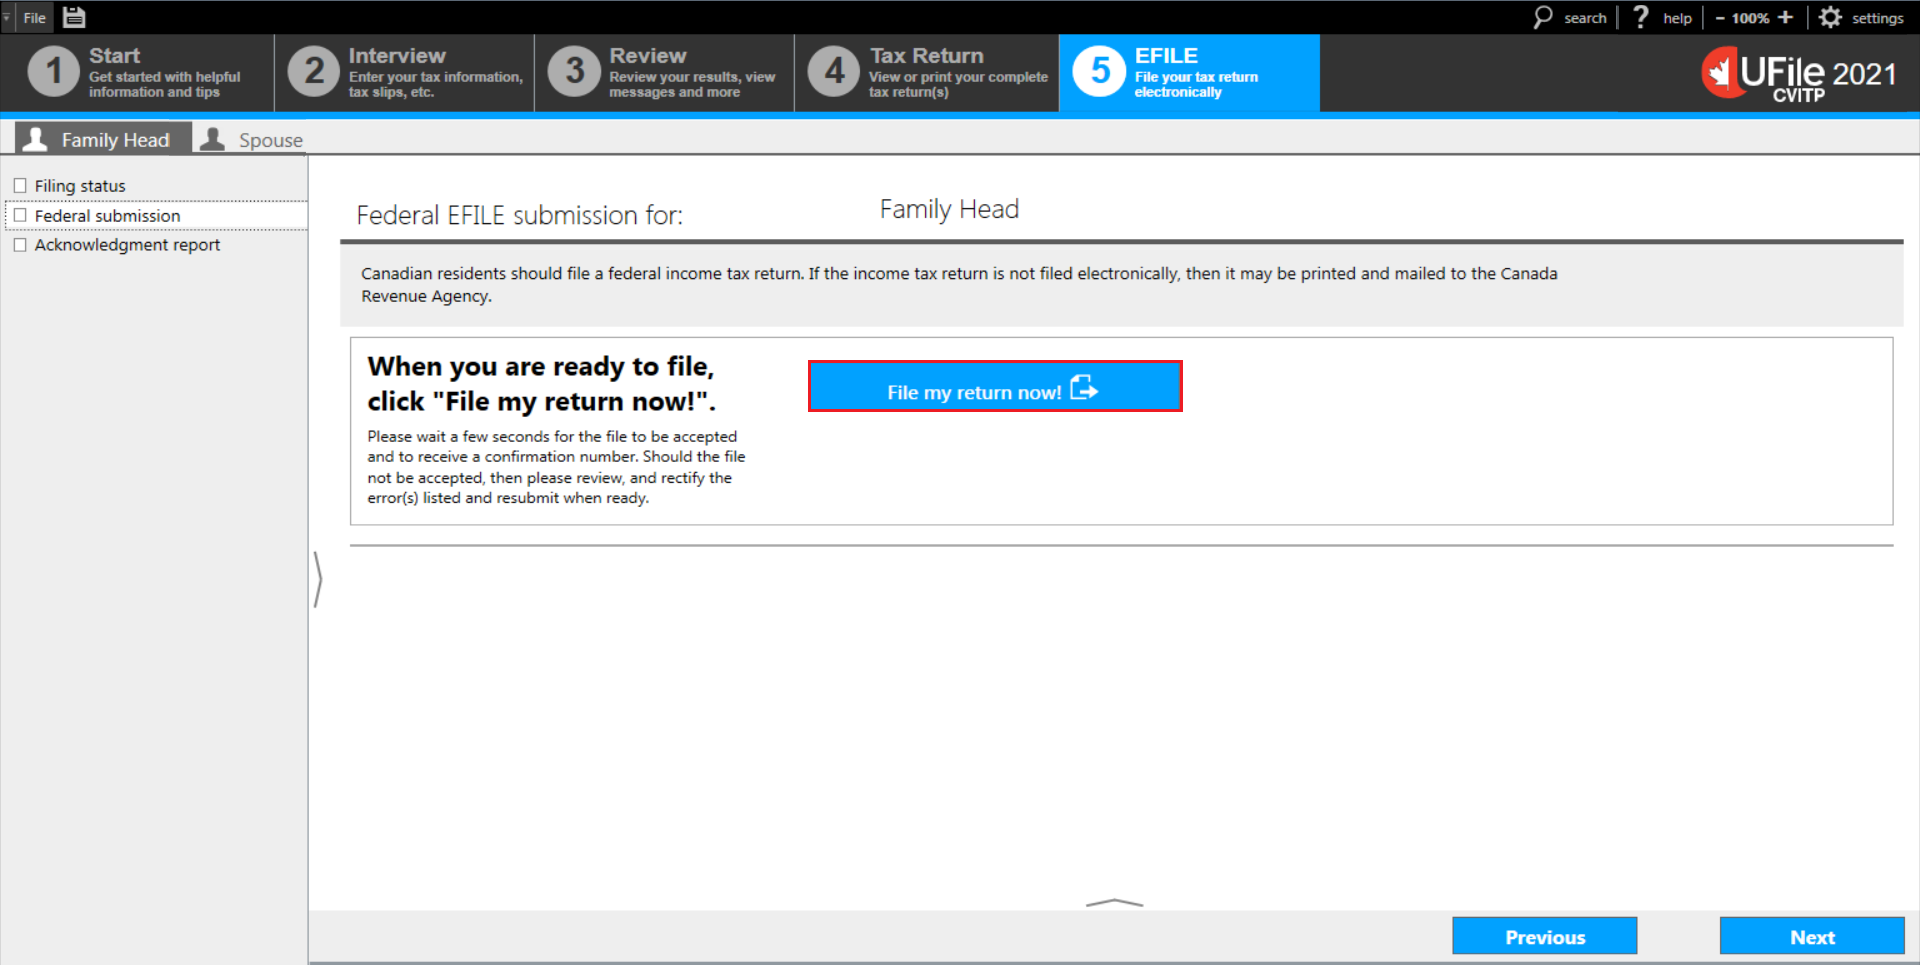 File
search
help
- 100% +
settings
1
Start
Get started with helpful
information and tips
2
Interview
Enter your tax information,
tax slips, etc.
3
Review
Review your results, view
messages and more
4
Tax Return
View or print your complete
tax return(s)
5
EFILE
File your tax return
electronically
UFile 2021
CVITP
Family Head
Spouse
Filing status
Federal submission
Acknowledgment report
Federal EFILE submission for:
Family Head
Canadian residents should file a federal income tax return. If the income tax return is not filed electronically, then it may be printed and mailed to the Canada
Revenue Agency.
When you are ready to file,
click "File my return now!".
Please wait a few seconds for the file to be accepted
and to receive a confirmation number. Should the file
not be accepted, then please review, and rectify the
error(s) listed and resubmit when ready.
File my return now!
Previous
Next